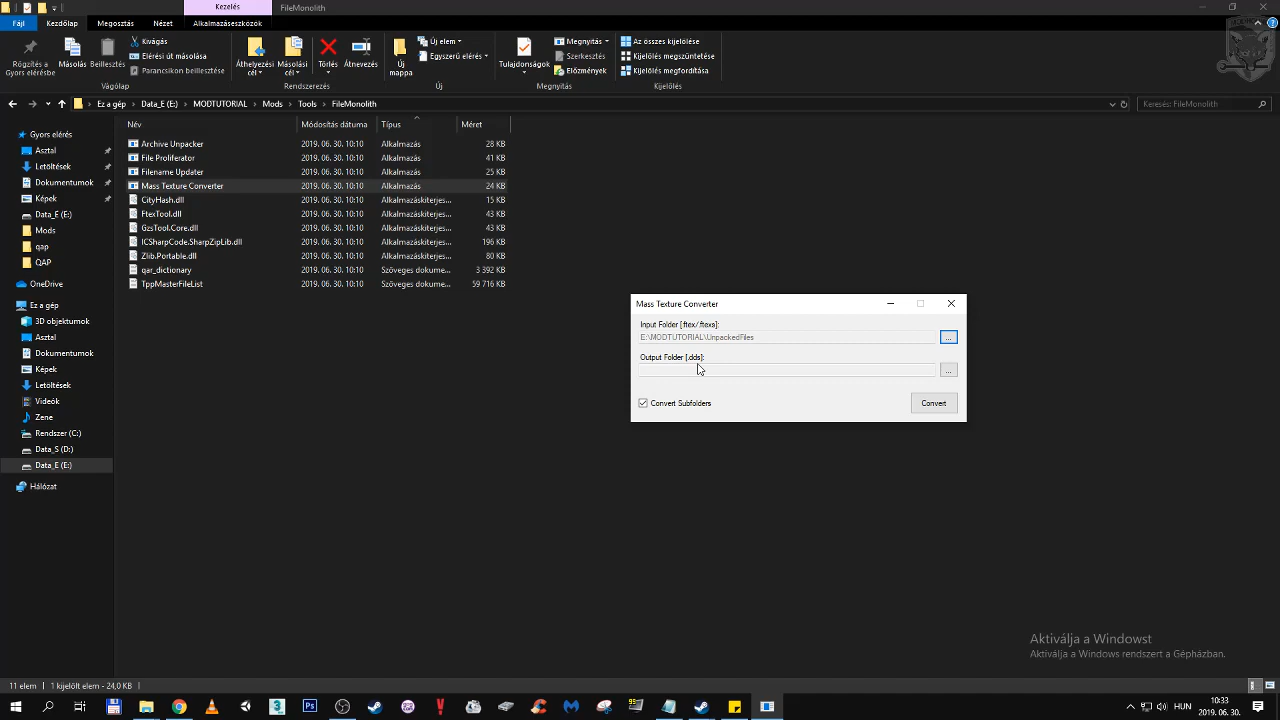 Kezelés
FileMonolith
Fájl
Kezdőlap
Megosztás
Nézet
Alkalmazáseszközök
Rögzítés a
Gyors elérésbe
Másolás
Beillesztés
Kivágás
Elérési út másolása
Parancsikon beillesztése
Áthelyezési
cél
Másolási
cél
Törlés
Átnevezés
Új
mappa
Új elem
Egyszerű elérés
Tulajdonságok
Megnyitás
Szerkesztés
Előzmények
Az összes kijelölése
Kijelölés megszüntetése
Kijelölés megfordítása
Vágólap
Rendszerezés
Új
Megnyitás
Kijelölés
Ez a gép
Data_E (E:)
MODTUTORIAL
Mods
Tools
FileMonolith
Keresés: FileMonolith
Név
Módosítás dátuma
Típus
Méret
Archive Unpacker 2019. 06. 30. 10:10 Alkalmazás 28 KB
File Proliferator 2019. 06. 30. 10:10 Alkalmazás 41 KB
Filename Updater 2019. 06. 30. 10:10 Alkalmazás 25 KB
Mass Texture Converter 2019. 06. 30. 10:10 Alkalmazás 24 KB
CityHash.dll 2019. 06. 30. 10:10 Alkalmazáskiterjes... 15 KB
FtexTool.dll 2019. 06. 30. 10:10 Alkalmazáskiterjes... 43 KB
GzsTool.Core.dll 2019. 06. 30. 10:10 Alkalmazáskiterjes... 43 KB
ICSharpCode.SharpZipLib.dll 2019. 06. 30. 10:10 Alkalmazáskiterjes... 196 KB
Zlib.Portable.dll 2019. 06. 30. 10:10 Alkalmazáskiterjes... 80 KB
qar_dictionary 2019. 06. 30. 10:10 Szöveges dokume... 3 392 KB
TppMasterFileList 2019. 06. 30. 10:10 Szöveges dokume... 59 716 KB
Gyors elérés
Asztal
Letöltések
Dokumentumok
Képek
Data_E (E:)
Mods
qap
QAP
OneDrive
Ez a gép
3D objektumok
Asztal
Dokumentumok
Képek
Letöltések
Videók
Zene
Rendszer (C:)
Data_S (D:)
Data_E (E:)
Hálózat
Mass Texture Converter
Input Folder [.ftex/.ftexs]:
E:\MODTUTORIAL\UnpackedFiles
...
Output Folder [.dds]:
...
Convert Subfolders
Convert
Aktiválja a Windowst
Aktiválja a Windows rendszert a Gépházban.
11 elem
1 kijelölt elem - 24,0 KB
HUN
10:33
2019. 06. 30.